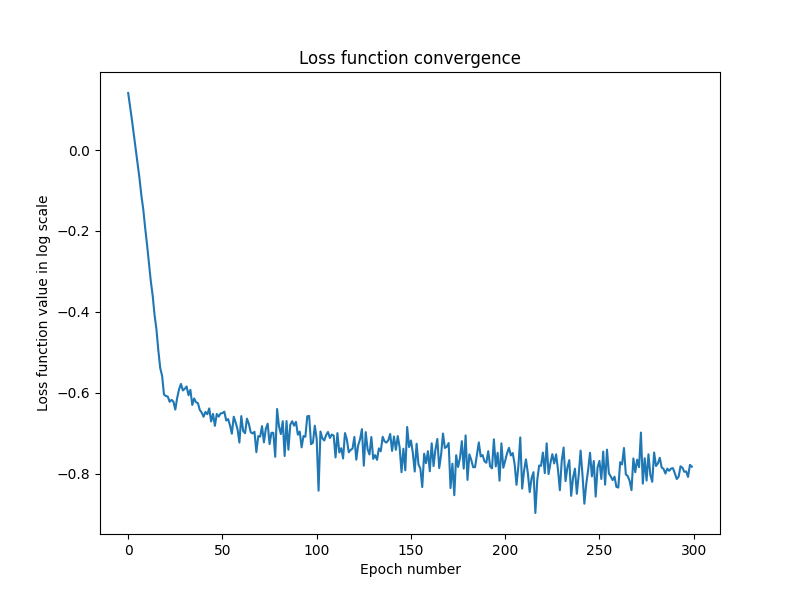 Loss function convergence
Loss function value in log scale
0.0
−0.2
−0.4
−0.6
−0.8
0 50 100 150 200 250 300
Epoch number